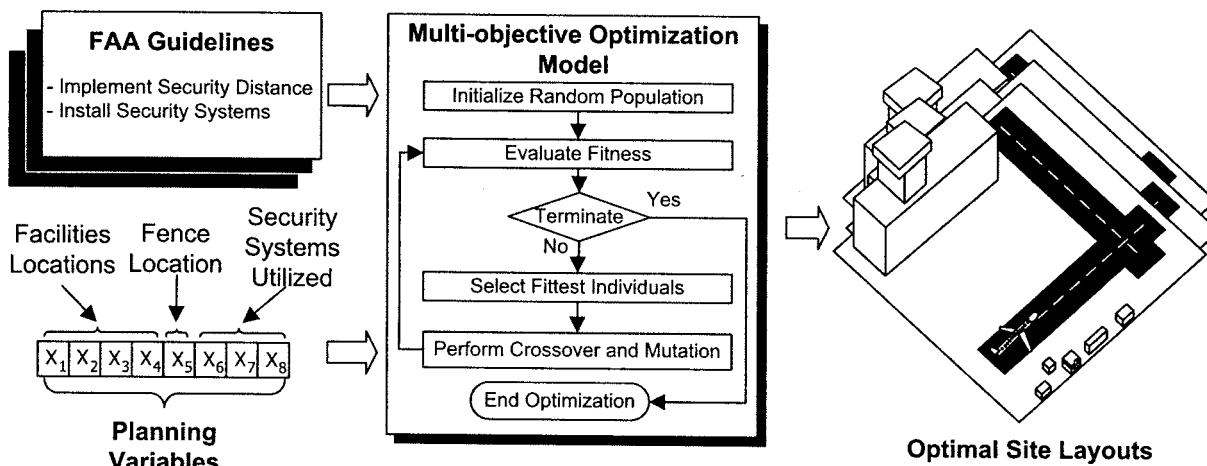 FAA Guidelines
- Implement Security Distance
- Install Security Systems
Facilities
Locations
Fence
Location
Security
Systems
Utilized
X1 X2 X3 X4 X5 X6 X7 X8
Planning
Variables
Multi-objective Optimization
Model
Initialize Random Population
Evaluate Fitness
Terminate
Yes
No
Select Fittest Individuals
Perform Crossover and Mutation
End Optimization
Optimal Site Layouts